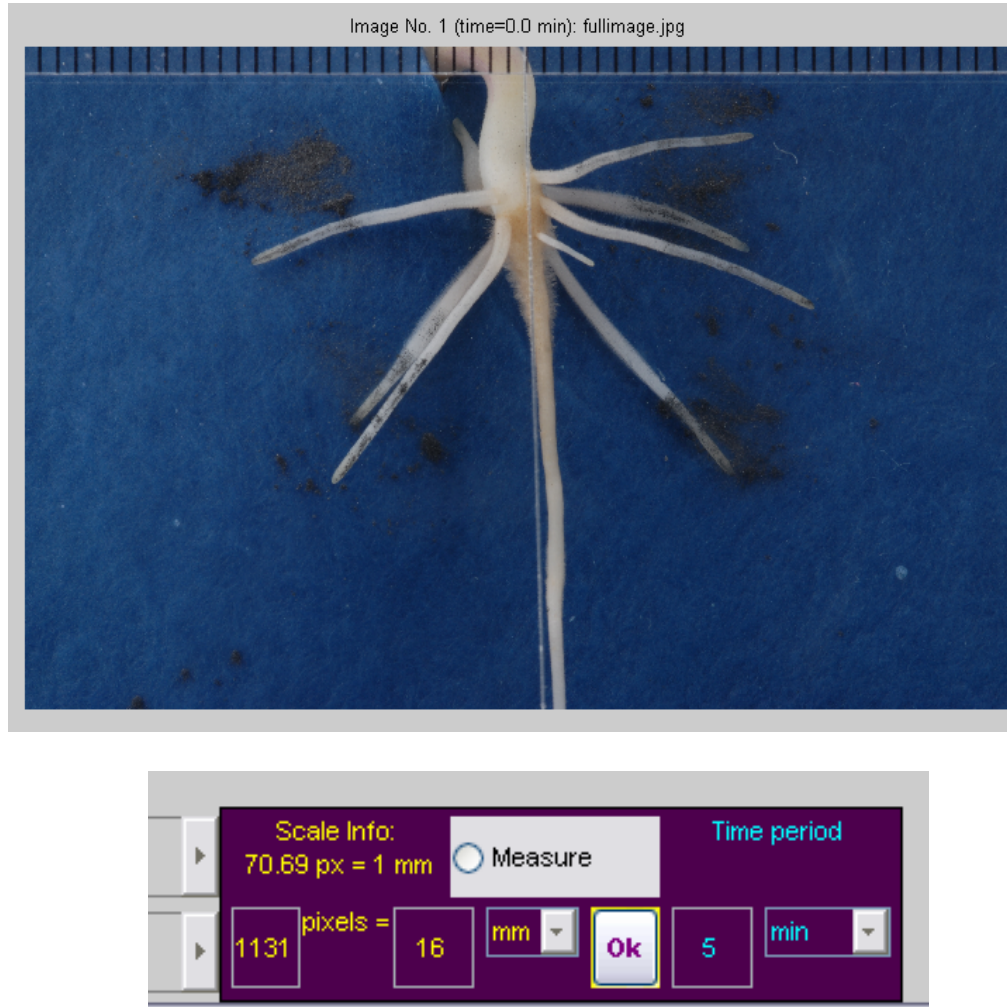 Image No. 1 (time=0.0 min): fullimage.jpg
Scale Info:
70.69 px = 1 mm
Measure
Time period
1131
pixels =
16
mm
Ok
5
min